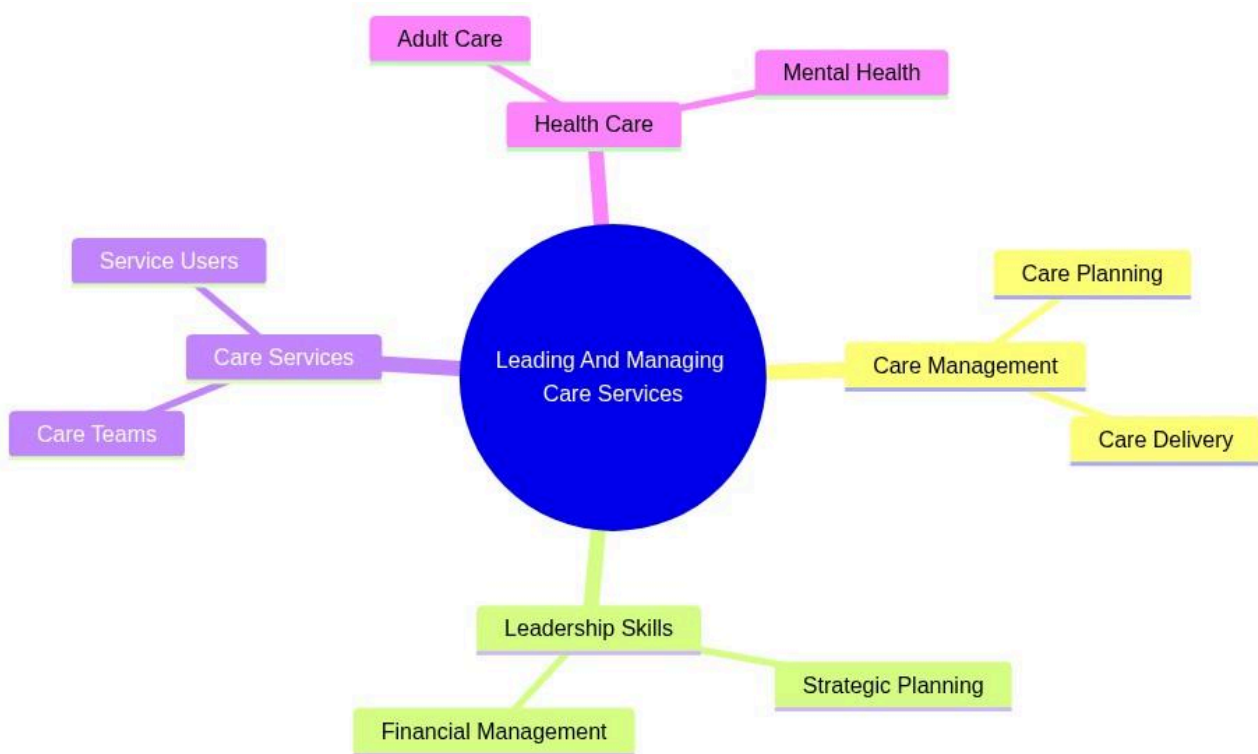 Adult Care
Mental Health
Health Care
Service Users
Care Planning
Care Services
Leading And Managing
Care Services
Care Management
Care Teams
Care Delivery
Leadership Skills
Strategic Planning
Financial Management